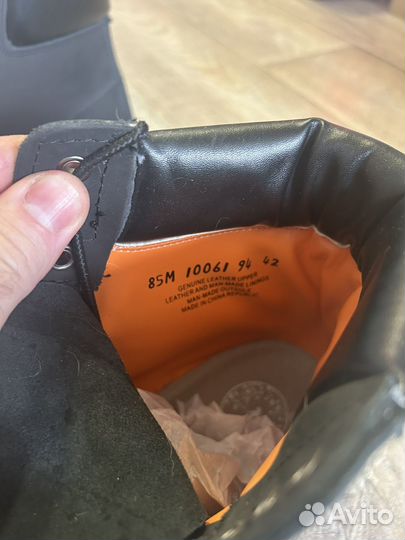 85M 10061 94 42
GENUINE LEATHER UPPER
LEATHER AND MAN-MADE LININGS
MAN-MADE OUTSOLE
MADE IN CHINA REPUBLIC
Avito